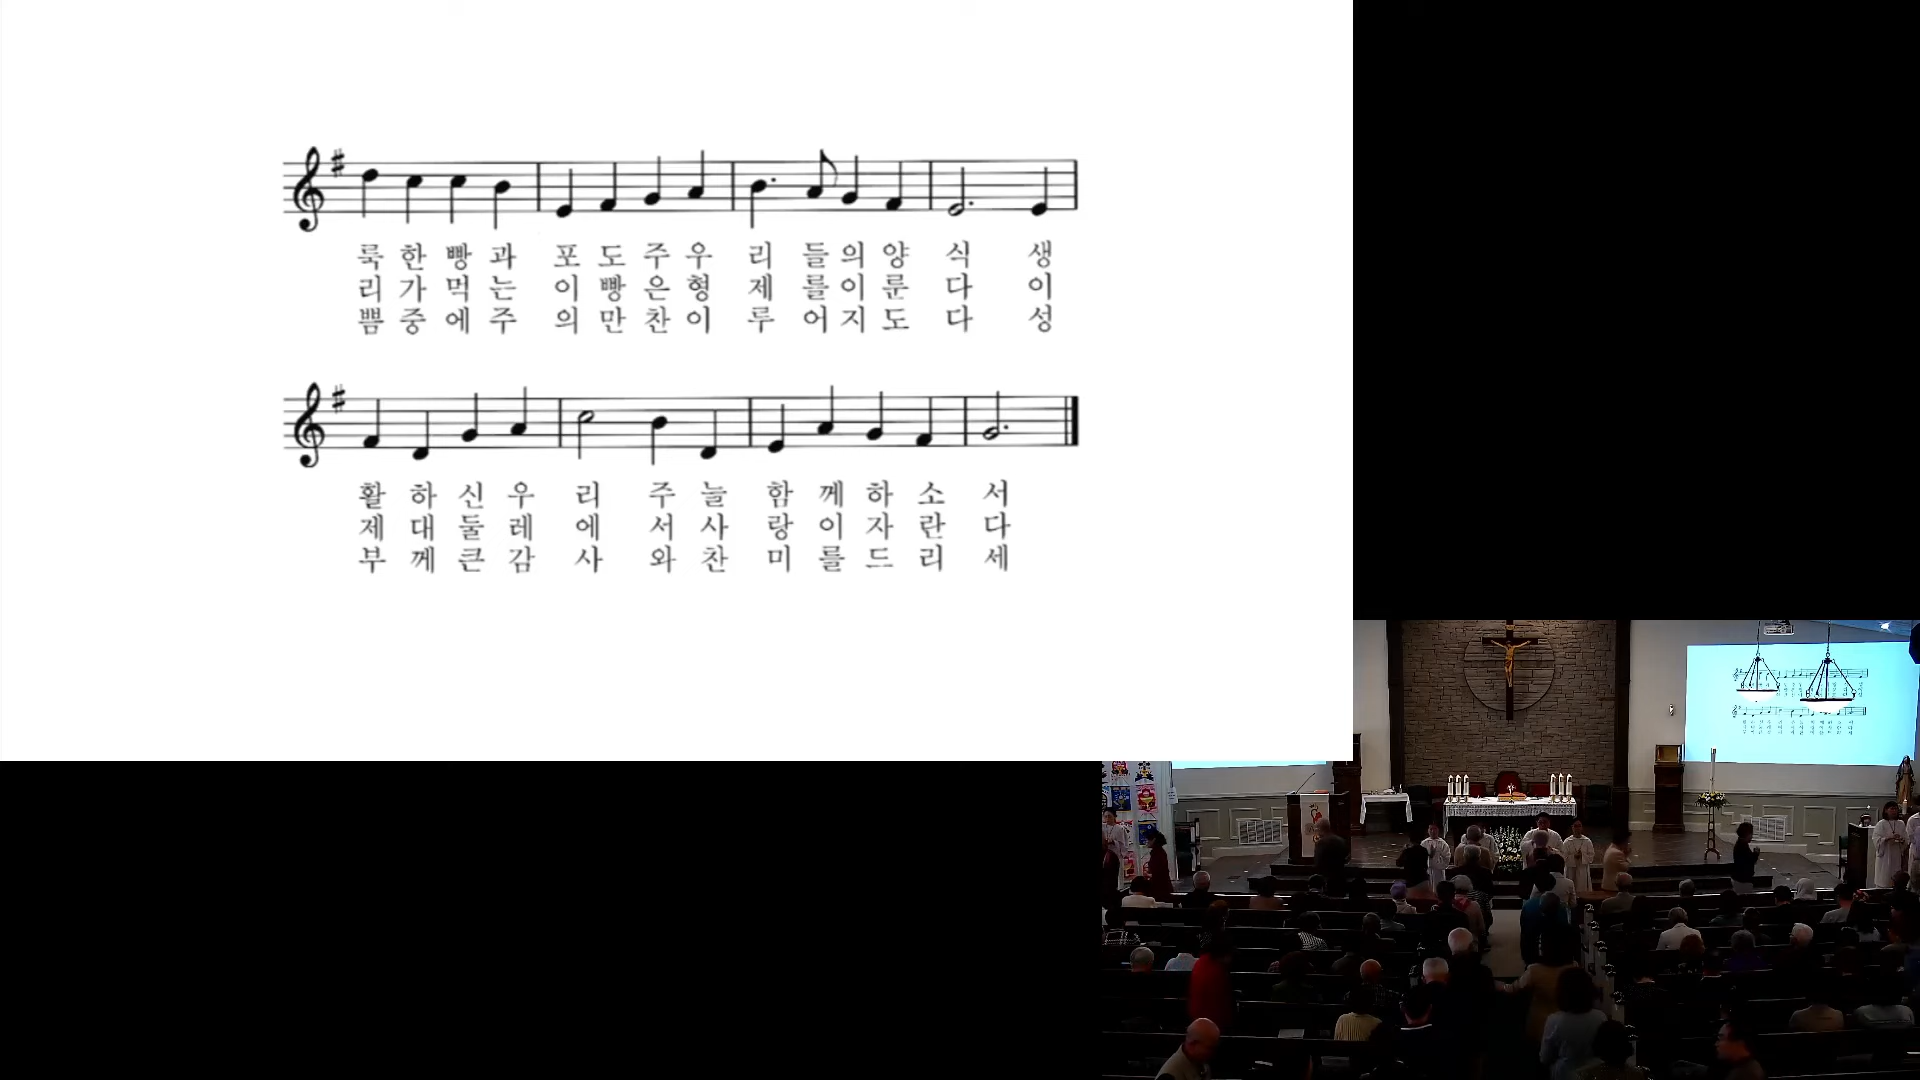 룩 한 빵 과 포 도 주 우 리 들 의 양 식 생
리 가 먹 는 이 빵 은 형 제 를 이 룬 다 이
쁨 중 에 주 의 만 찬 이 루 어 지 도 다 성
활 하 신 우 리 주 늘 함 께 하 소 서
제 대 둘 레 에 서 사 랑 이 자 란 다
부 께 큰 감 사 와 찬 미 를 드 리 세